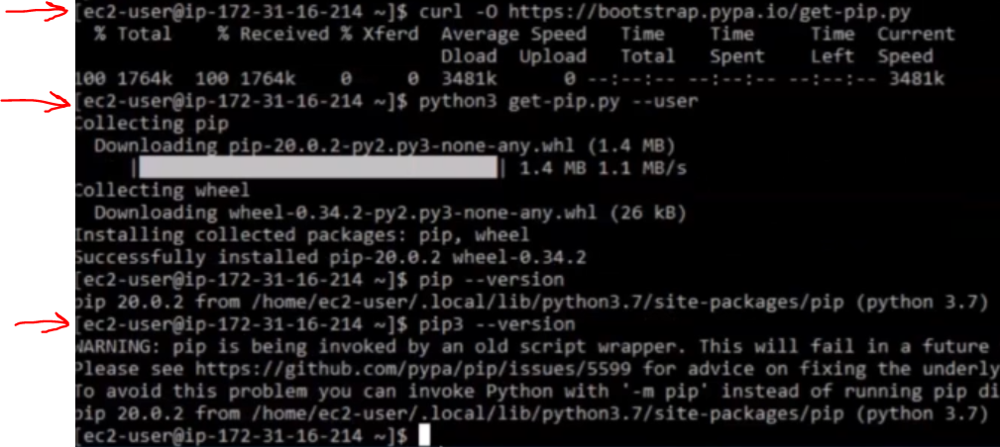 [ec2-user@ip-172-31-16-214 ~]$ curl -O https://bootstrap.pypa.io/get-pip.py
% Total % Received % Xferd Average Speed Time Time Time Current
Dload Upload Total Spent Left Speed
100 1764k 100 1764k 0 0 3481k 0 --:--:-- --:--:-- --:--:-- 3481k
[ec2-user@ip-172-31-16-214 ~]$ python3 get-pip.py --user
Collecting pip
Downloading pip-20.0.2-py2.py3-none-any.whl (1.4 MB)
| | 1.4 MB 1.1 MB/s
Collecting wheel
Downloading wheel-0.34.2-py2.py3-none-any.whl (26 kB)
Installing collected packages: pip, wheel
Successfully installed pip-20.0.2 wheel-0.34.2
[ec2-user@ip-172-31-16-214 ~]$ pip --version
pip 20.0.2 from /home/ec2-user/.local/lib/python3.7/site-packages/pip (python 3.7)
[ec2-user@ip-172-31-16-214 ~]$ pip3 --version
WARNING: pip is being invoked by an old script wrapper. This will fail in a future
Please see https://github.com/pypa/pip/issues/5599 for advice on fixing the underly
To avoid this problem you can invoke Python with '-m pip' instead of running pip di
pip 20.0.2 from /home/ec2-user/.local/lib/python3.7/site-packages/pip (python 3.7)
[ec2-user@ip-172-31-16-214 ~]$